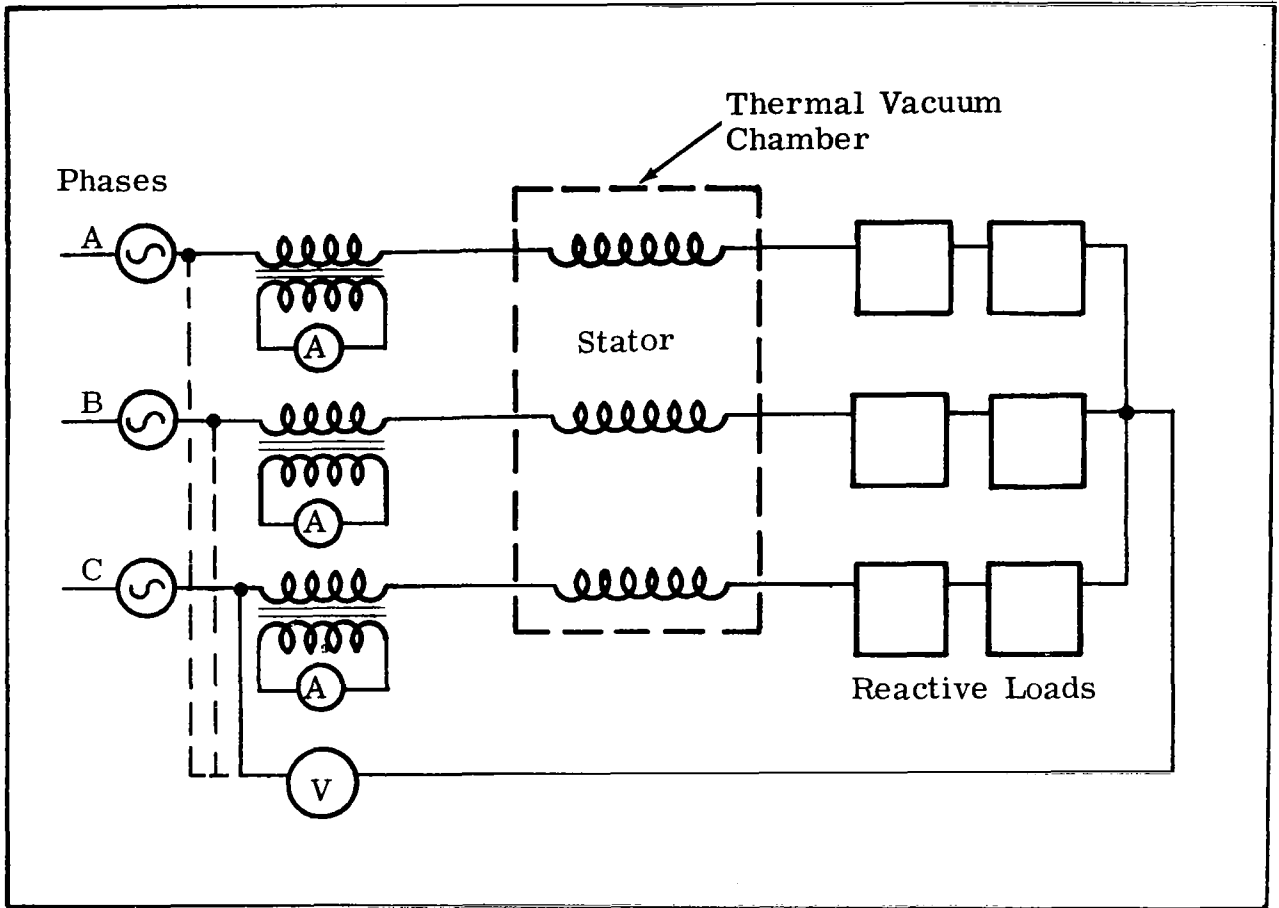 Thermal Vacuum
Chamber
Phases
A
A
Stator
B
A
C
A
Reactive Loads
V